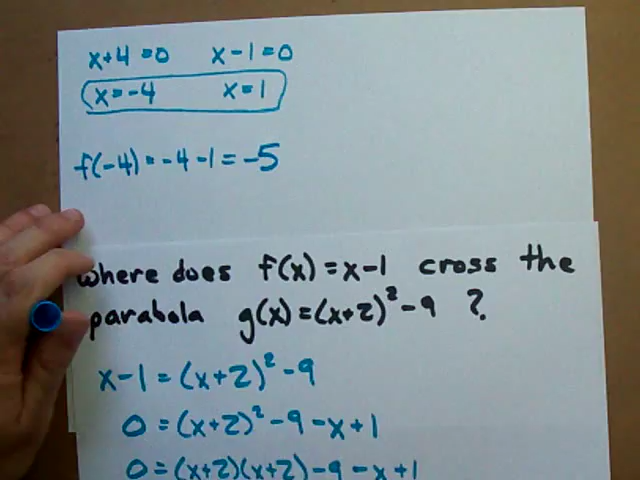 x+4=0 x-1=0
x=-4 x=1
f(-4)=-4-1=-5
Where does f(x)=x-1 cross the
parabola g(x)=(x+2)²-9 ?
x-1=(x+2)²-9
0=(x+2)²-9-x+1
0=(x+2)(x+2)-9-x+1